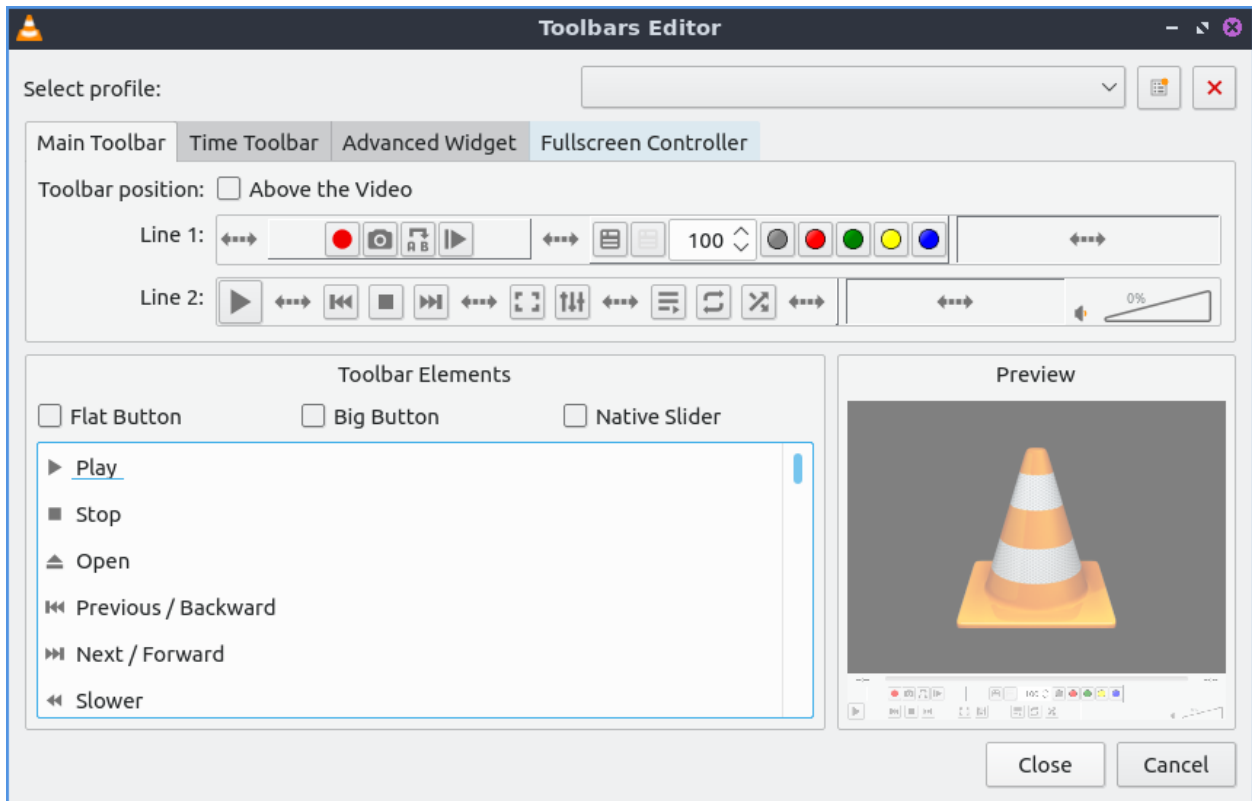 Toolbars Editor
Select profile:
Main Toolbar Time Toolbar Advanced Widget Fullscreen Controller
Toolbar position: Above the Video
Line 1: A B 100
Line 2: 0%
Toolbar Elements
Flat Button Big Button Native Slider
Play
Stop
Open
Previous / Backward
Next / Forward
Slower
Preview
Close Cancel